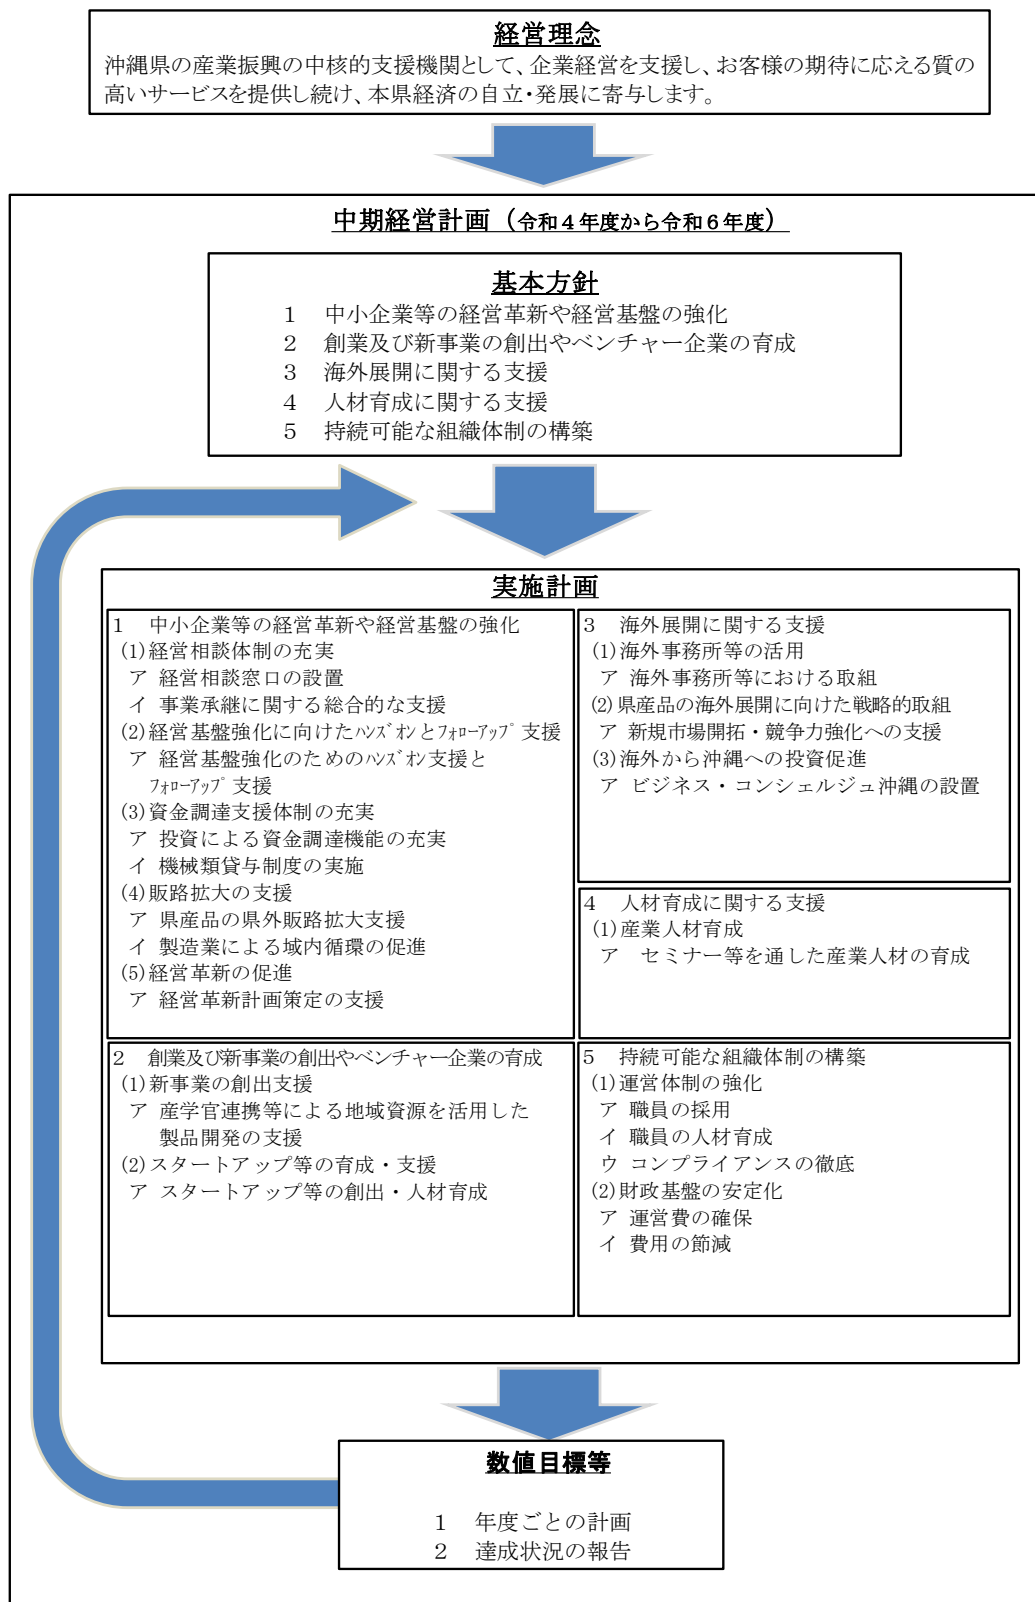 経営理念
沖縄県の産業振興の中核的支援機関として、企業経営を支援し、お客様の期待に応える質の
高いサービスを提供し続け、本県経済の自立・発展に寄与します。
中期経営計画（令和４年度から令和６年度）
基本方針
１　中小企業等の経営革新や経営基盤の強化
２　創業及び新事業の創出やベンチャー企業の育成
３　海外展開に関する支援
４　人材育成に関する支援
５　持続可能な組織体制の構築
実施計画
１　中小企業等の経営革新や経営基盤の強化
(1)経営相談体制の充実
ア 経営相談窓口の設置
イ 事業承継に関する総合的な支援
(2)経営基盤強化に向けたﾊﾝｽﾞｵﾝとﾌｫﾛｰｱｯﾌﾟ支援
ア 経営基盤強化のためのﾊﾝｽﾞｵﾝ支援と
ﾌｫﾛｰｱｯﾌﾟ支援
(3)資金調達支援体制の充実
ア 投資による資金調達機能の充実
イ 機械類貸与制度の実施
(4)販路拡大の支援
ア 県産品の県外販路拡大支援
イ 製造業による域内循環の促進
(5)経営革新の促進
ア 経営革新計画策定の支援
２　創業及び新事業の創出やベンチャー企業の育成
(1)新事業の創出支援
ア 産学官連携等による地域資源を活用した
製品開発の支援
(2)スタートアップ等の育成・支援
ア スタートアップ等の創出・人材育成
３　海外展開に関する支援
(1)海外事務所等の活用
ア 海外事務所等における取組
(2)県産品の海外展開に向けた戦略的取組
ア 新規市場開拓・競争力強化への支援
(3)海外から沖縄への投資促進
ア ビジネス・コンシェルジュ沖縄の設置
４　人材育成に関する支援
(1)産業人材育成
ア　セミナー等を通した産業人材の育成
５　持続可能な組織体制の構築
(1)運営体制の強化
ア 職員の採用
イ 職員の人材育成
ウ コンプライアンスの徹底
(2)財政基盤の安定化
ア 運営費の確保
イ 費用の節減
数値目標等
１　年度ごとの計画
２　達成状況の報告